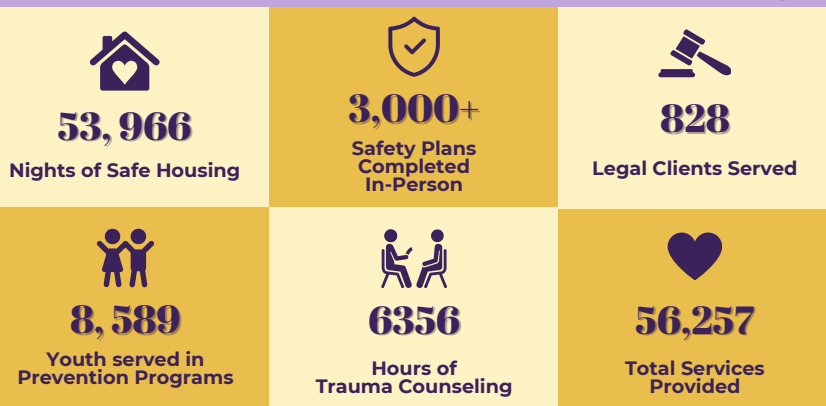 53, 966
Nights of Safe Housing
3,000+
Safety Plans
Completed
In-Person
828
Legal Clients Served
8, 589
Youth served in
Prevention Programs
6356
Hours of
Trauma Counseling
56,257
Total Services
Provided